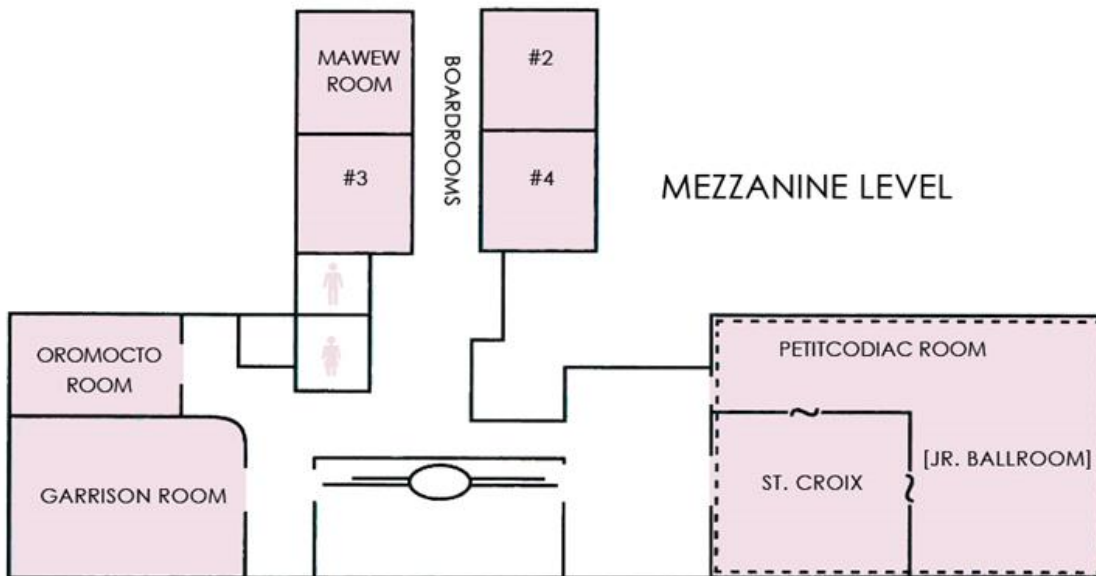 MAWEW
ROOM
BOARDROOMS
#2
#3
#4
MEZZANINE LEVEL
OROMOCTO
ROOM
PETITCODIAC ROOM
GARRISON ROOM
ST. CROIX
[JR. BALLROOM]